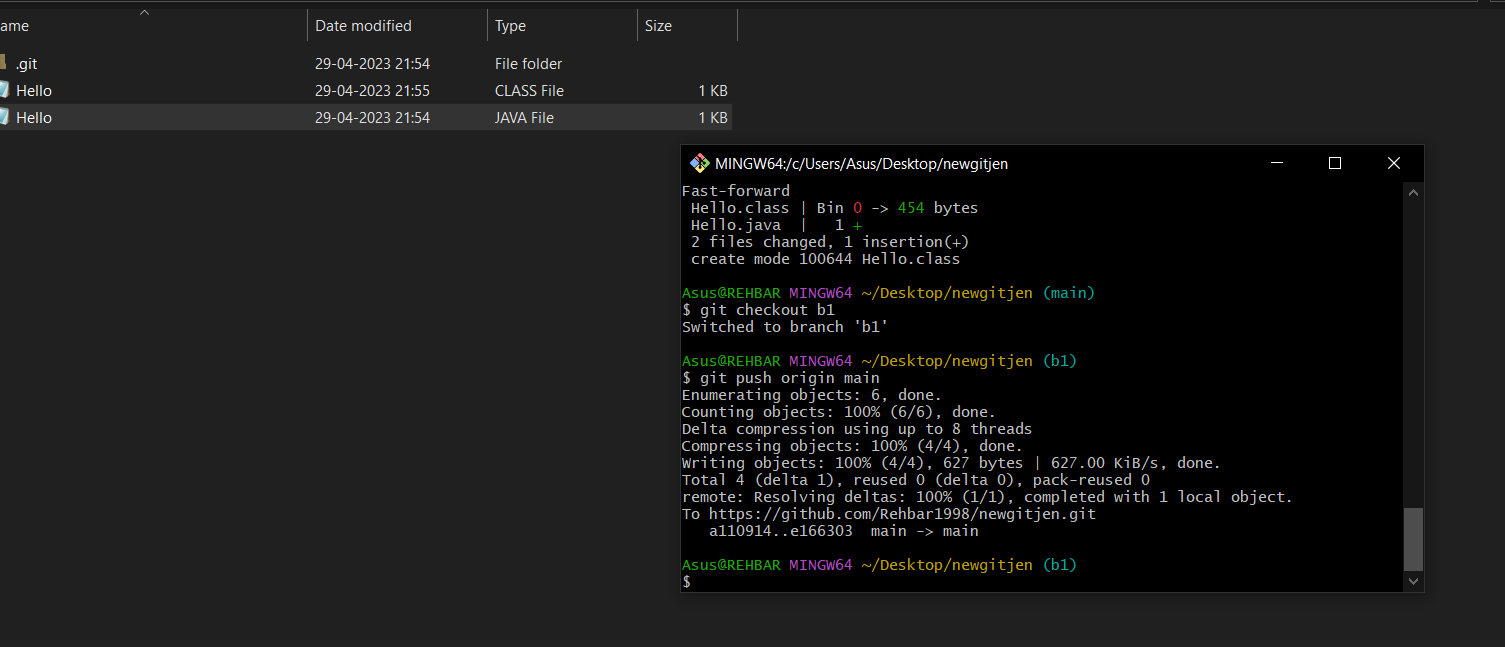 ame Date modified Type Size
.git 29-04-2023 21:54 File folder
Hello 29-04-2023 21:55 CLASS File 1 KB
Hello 29-04-2023 21:54 JAVA File 1 KB
MINGW64:/c/Users/Asus/Desktop/newgitjen
Fast-forward
Hello.class | Bin 0 -> 454 bytes
Hello.java | 1 +
2 files changed, 1 insertion(+)
create mode 100644 Hello.class
Asus@REHBAR MINGW64 ~/Desktop/newgitjen (main)
$ git checkout b1
Switched to branch 'b1'
Asus@REHBAR MINGW64 ~/Desktop/newgitjen (b1)
$ git push origin main
Enumerating objects: 6, done.
Counting objects: 100% (6/6), done.
Delta compression using up to 8 threads
Compressing objects: 100% (4/4), done.
Writing objects: 100% (4/4), 627 bytes | 627.00 KiB/s, done.
Total 4 (delta 1), reused 0 (delta 0), pack-reused 0
remote: Resolving deltas: 100% (1/1), completed with 1 local object.
To https://github.com/Rehbar1998/newgitjen.git
a110914..e166303 main -> main
Asus@REHBAR MINGW64 ~/Desktop/newgitjen (b1)
$